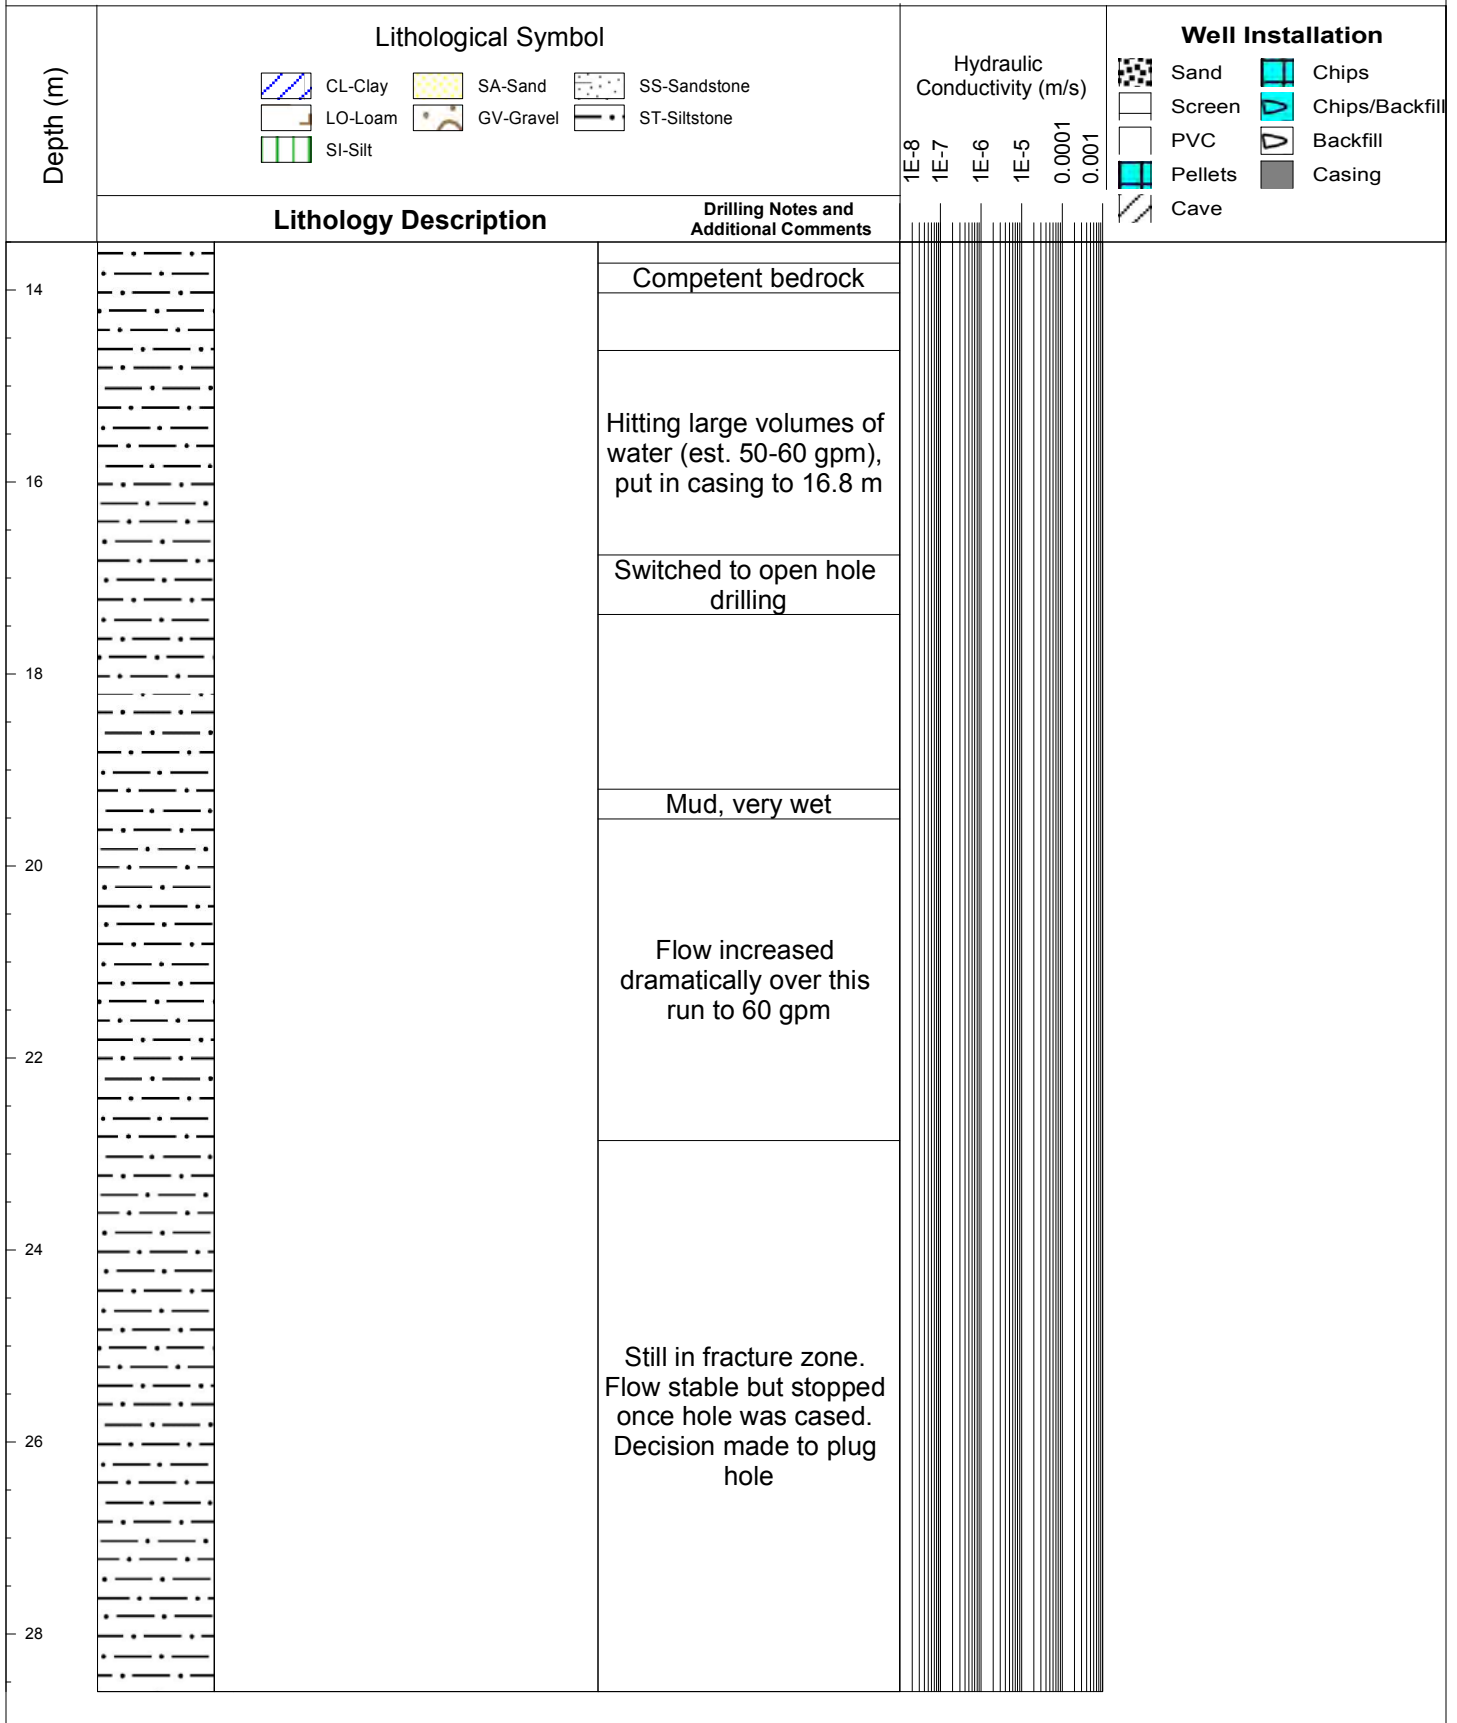 Depth (m)
Lithological Symbol
CL-Clay
SA-Sand
SS-Sandstone
LO-Loam
GV-Gravel
ST-Siltstone
SI-Silt
Lithology Description
Drilling Notes and
Additional Comments
Hydraulic
Conductivity (m/s)
1E-8
1E-7
1E-6
1E-5
0.0001
0.001
Well Installation
Sand
Chips
Screen
Chips/Backfill
PVC
Backfill
Pellets
Casing
Cave
Competent bedrock
14
Hitting large volumes of
water (est. 50-60 gpm),
put in casing to 16.8 m
16
Switched to open hole
drilling
18
Mud, very wet
20
Flow increased
dramatically over this
run to 60 gpm
22
24
Still in fracture zone.
Flow stable but stopped
once hole was cased.
Decision made to plug
hole
26
28